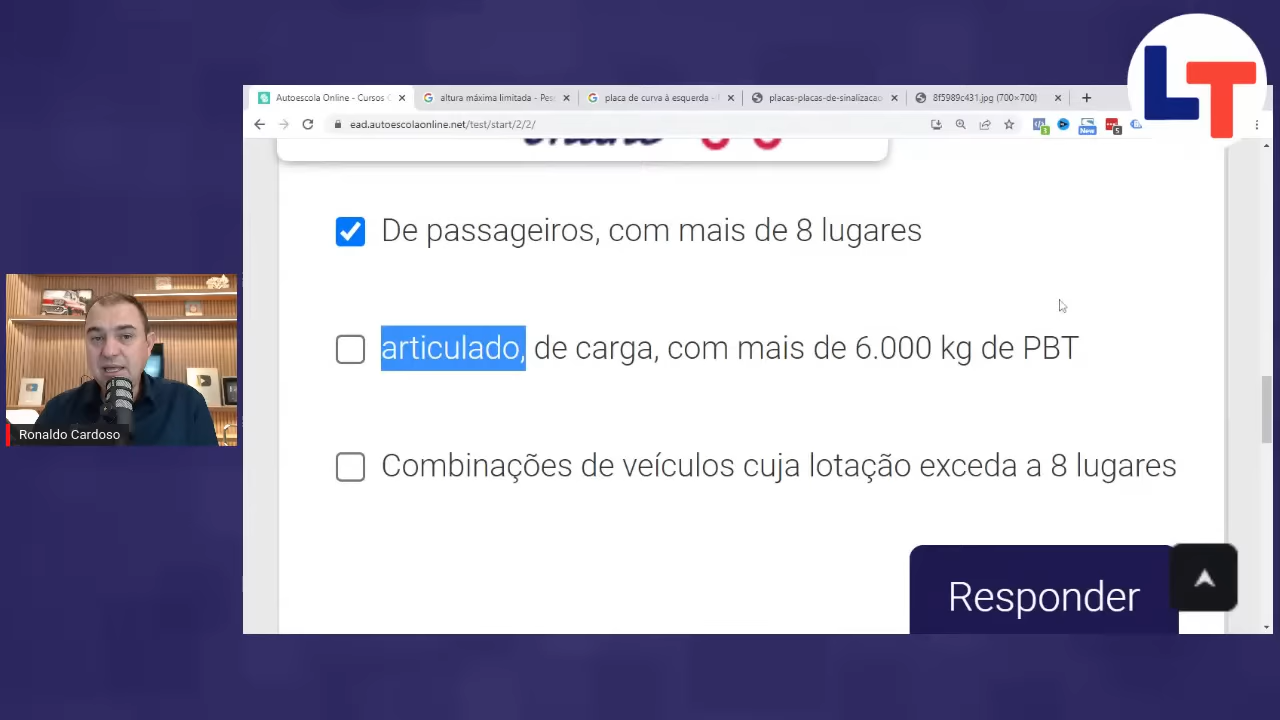 LT
Autoescola Online - Cursos
altura máxima limitada - Pes
placa de curva à esquerda -
placas-placas-de-sinalizaca
8f5989c431.jpg (700×700)
ead.autoescolaonline.net/test/start/2/2/
New
De passageiros, com mais de 8 lugares
articulado, de carga, com mais de 6.000 kg de PBT
Combinações de veículos cuja lotação exceda a 8 lugares
Responder
Ronaldo Cardoso